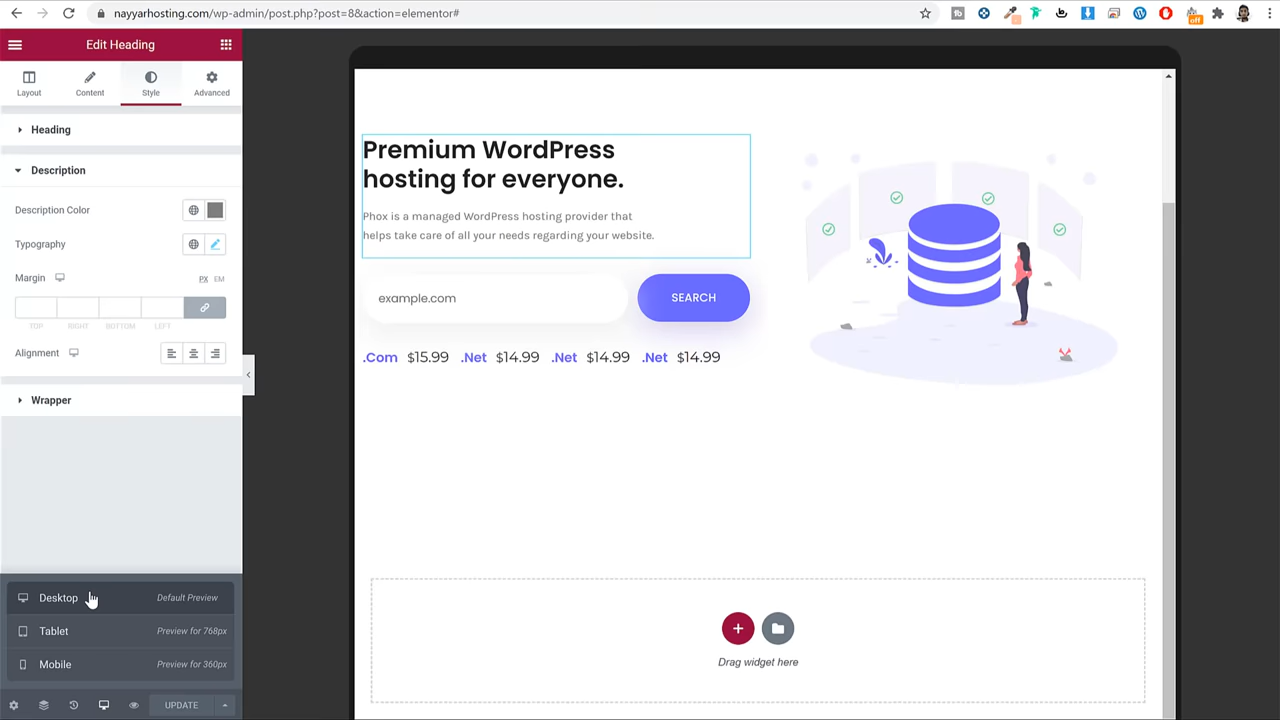 nayyarhosting.com/wp-admin/post.php?post=8&action=elementor#
off
Edit Heading
Layout
Content
Style
Advanced
Heading
Description
Description Color
Typography
Margin
PX EM
TOP RIGHT BOTTOM LEFT
Alignment
Wrapper
Desktop Default Preview
Tablet Preview for 768px
Mobile Preview for 360px
UPDATE
Premium WordPress
hosting for everyone.
Phox is a managed WordPress hosting provider that
helps take care of all your needs regarding your website.
example.com
SEARCH
.Com $15.99 .Net $14.99 .Net $14.99 .Net $14.99
Drag widget here